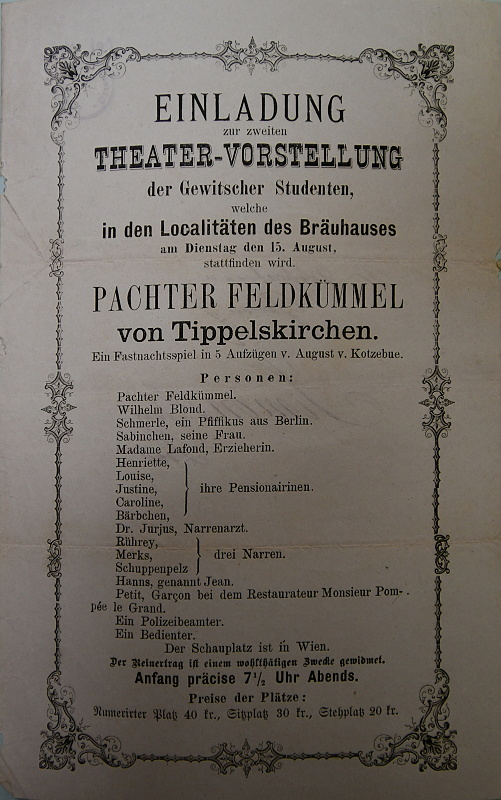 EINLADUNG
zur zweiten
THEATER-VORSTELLUNG
der Gewitscher Studenten,
welche
in den Localitäten des Bräuhauses
am Dienstag den 15. August,
stattfinden wird.
PACHTER FELDKÜMMEL
von Tippelskirchen.
Ein Fastnachtsspiel in 5 Aufzügen v. August v. Kotzebue.
Personen:
Pachter Feldkümmel.
Wilhelm Blond.
Schmerle, ein Pfiffikus aus Berlin.
Sabinchen, seine Frau.
Madame Lafond, Erzieherin.
Henriette,
Louise,
Justine,
Caroline,
Bärbchen,
ihre Pensionairinen.
Dr. Jurjus, Narrenarzt.
Rührey,
Merks,
Schuppenpelz
drei Narren.
Hanns, genannt Jean.
Petit, Garçon bei dem Restaurateur Monsieur Pom-
pée le Grand.
Ein Polizeibeamter.
Ein Bedienter.
Der Schauplatz ist in Wien.
Der Reinertrag ist einem wohlthätigen Zwecke gewidmet.
Anfang präcise 7½ Uhr Abends.
Preise der Plätze:
Numerirter Platz 40 kr., Sitzplatz 30 kr., Stehplatz 20 kr.